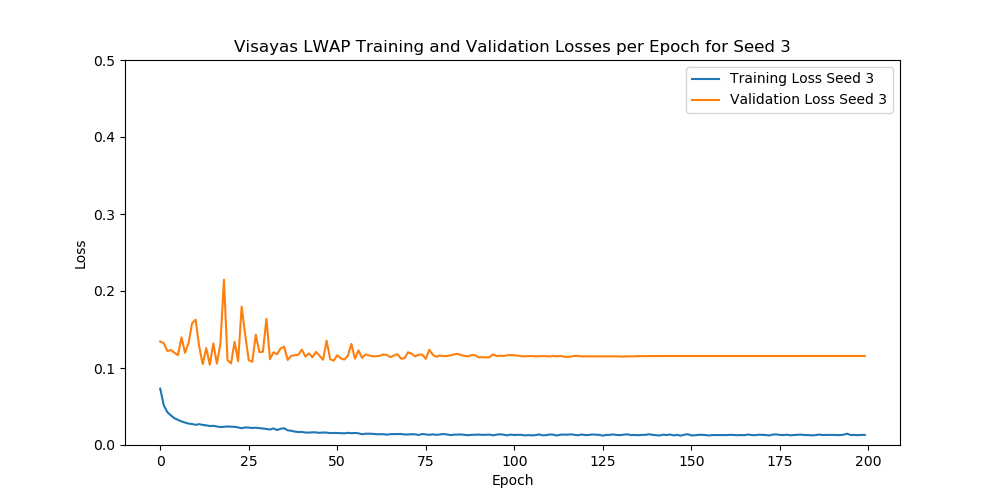 Visayas LWAP Training and Validation Losses per Epoch for Seed 3
Training Loss Seed 3
Validation Loss Seed 3
0.5
0.4
0.3
0.2
0.1
0.0
Loss
0 25 50 75 100 125 150 175 200
Epoch